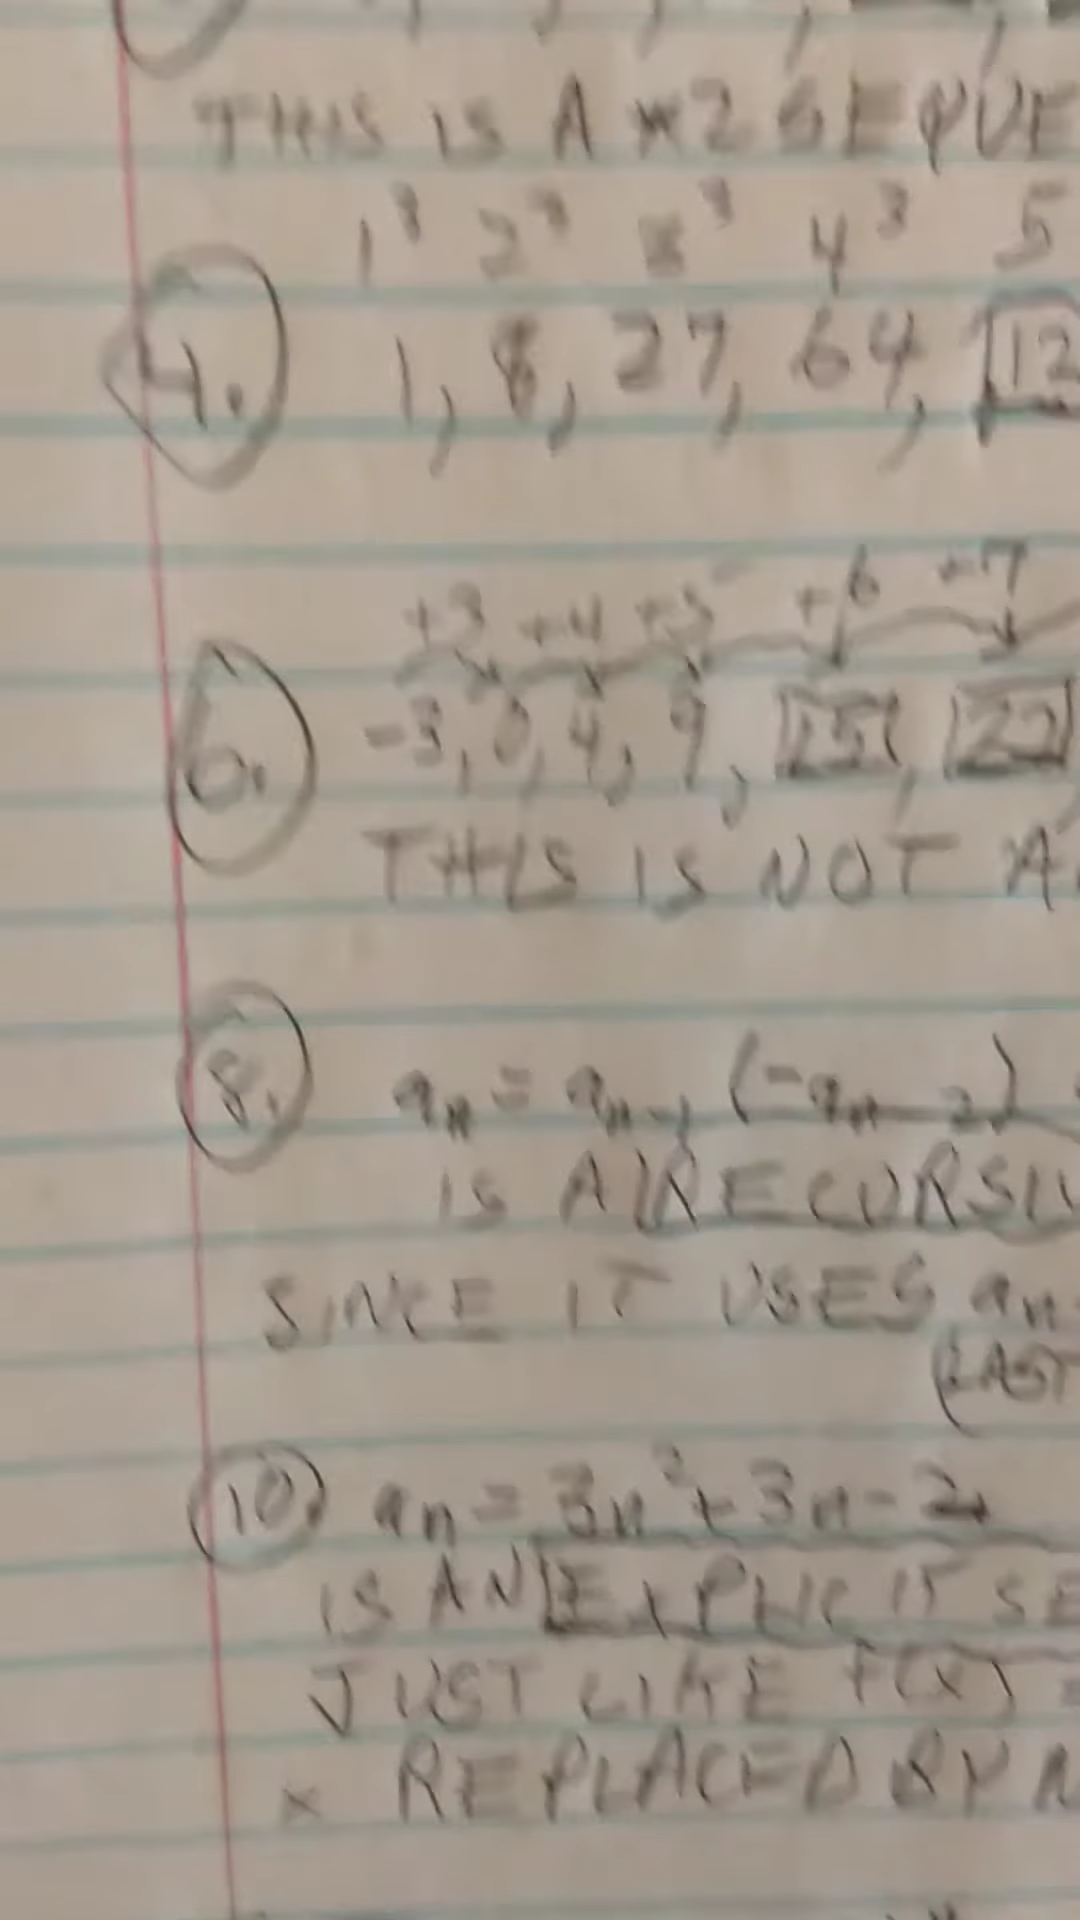 THIS IS A ×2 SEQUE
1³ 2³ 3³ 4³ 5
4. 1, 8, 27, 64, 12
+3 +4 +5 +6 +7
6. -3, 0, 4, 9, 15, 22
THIS IS NOT A
8. aₙ = aₙ₋₁ (-aₙ₋₂)
IS A RECURSIV
SINCE IT USES aₙ
(LAST
10. aₙ = 3n² + 3n - 2
IS AN EXPLICIT SE
JUST LIKE F(X) =
X REPLACED BY N